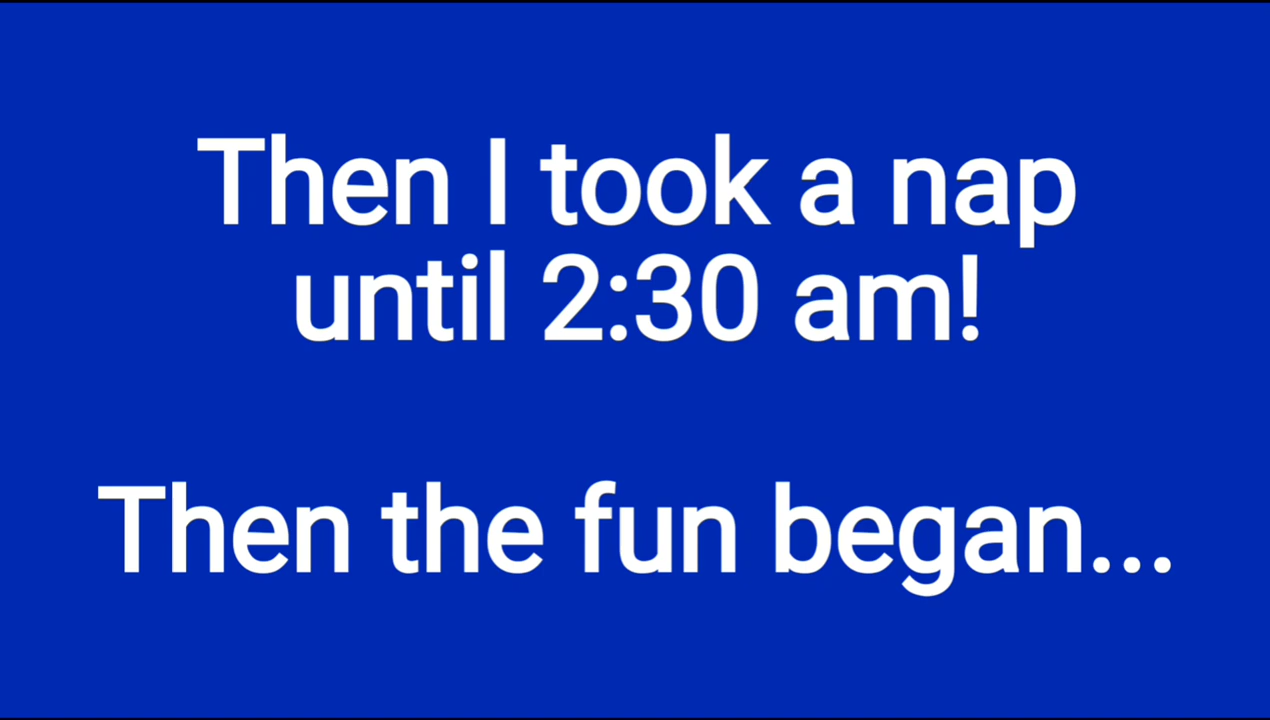 Then I took a nap
until 2:30 am!
Then the fun began...